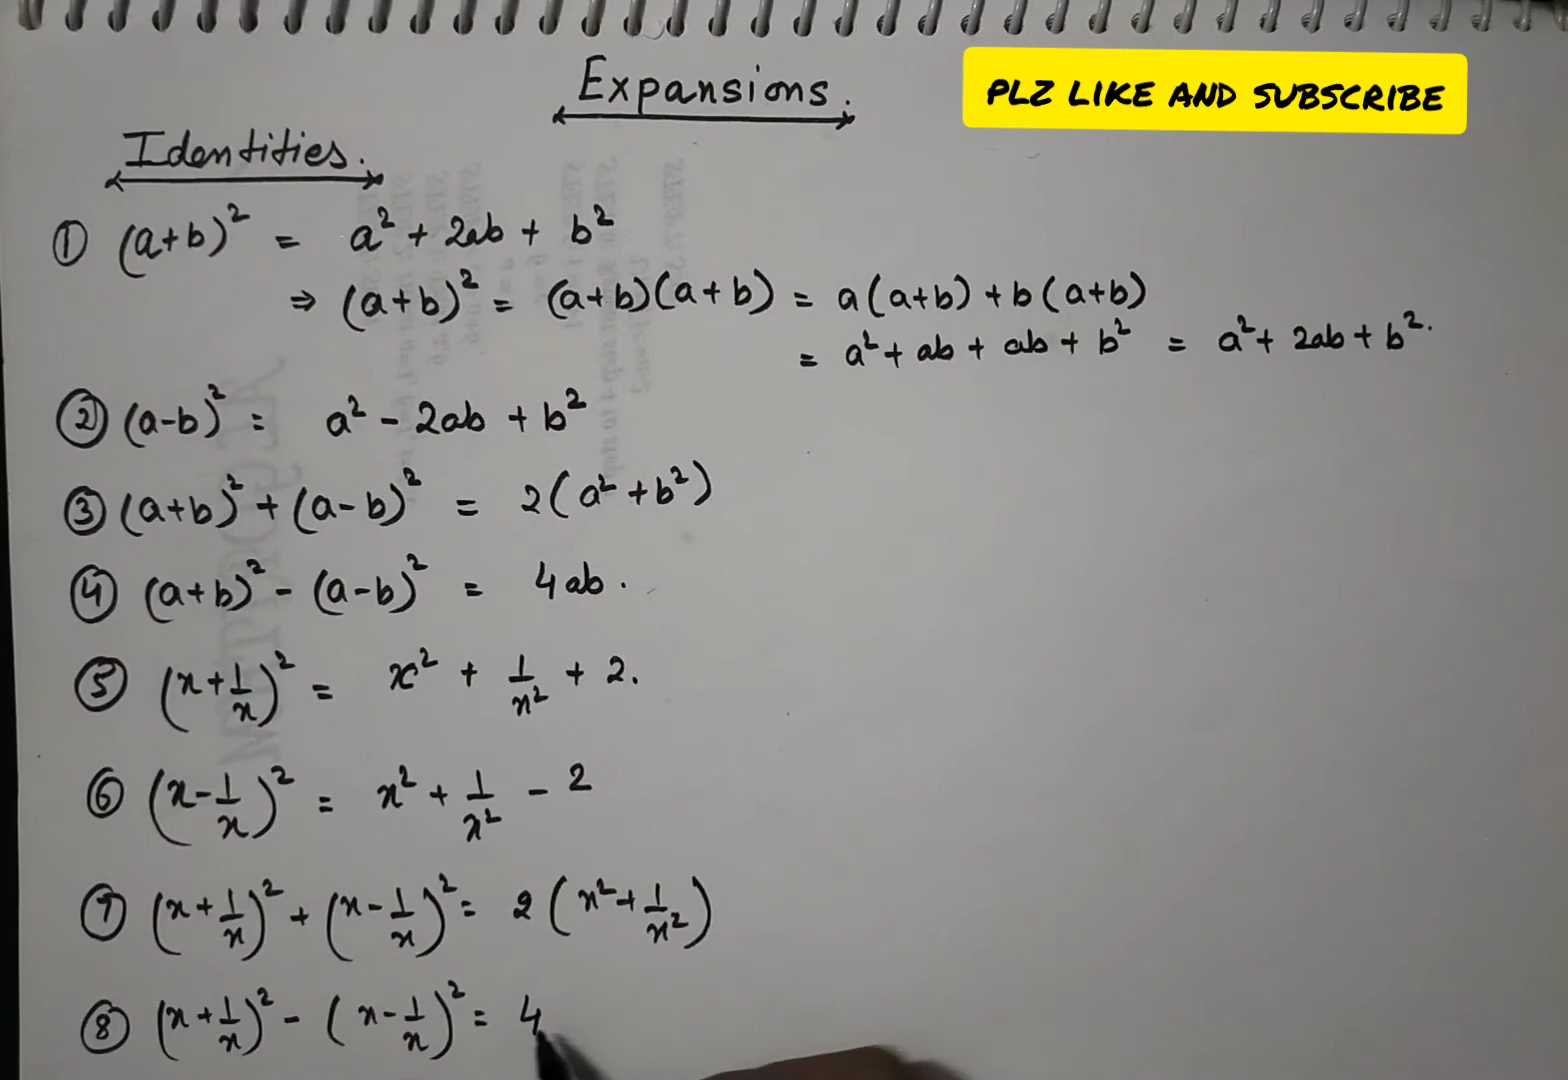 Expansions.
PLZ LIKE AND SUBSCRIBE
Identities.
① (a+b)² = a² + 2ab + b²
⇒ (a+b)² = (a+b)(a+b) = a(a+b) + b(a+b)
= a² + ab + ab + b² = a² + 2ab + b².
② (a-b)² = a² - 2ab + b²
③ (a+b)² + (a-b)² = 2(a² + b²)
④ (a+b)² - (a-b)² = 4ab.
⑤ (x + 1/x)² = x² + 1/x² + 2.
⑥ (x - 1/x)² = x² + 1/x² - 2
⑦ (x + 1/x)² + (x - 1/x)² = 2(x² + 1/x²)
⑧ (x + 1/x)² - (x - 1/x)² = 4